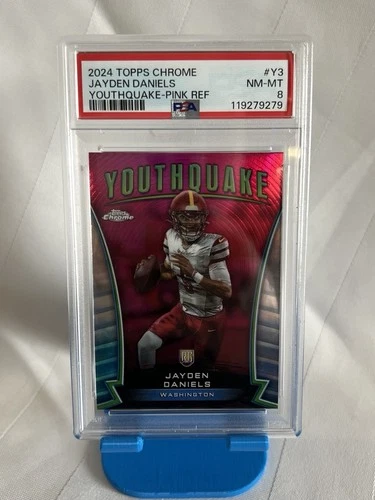 2024 TOPPS CHROME #Y3
JAYDEN DANIELS NM-MT
YOUTHQUAKE-PINK REF 8
PSA 119279279
YOUTHQUAKE
Topps
Chrome
RC
JAYDEN
DANIELS
WASHINGTON